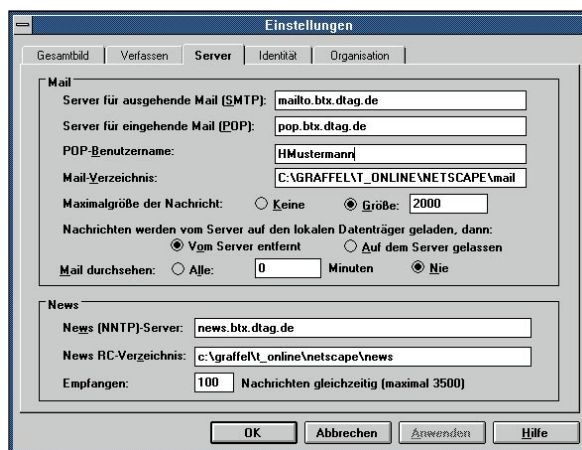 Einstellungen
Gesamtbild Verfassen Server Identität Organisation
Mail
Server für ausgehende Mail (SMTP): mailto.btx.dtag.de
Server für eingehende Mail (POP): pop.btx.dtag.de
POP-Benutzername: HMustermann
Mail-Verzeichnis: C:\GRAFFEL\T_ONLINE\NETSCAPE\mail
Maximalgröße der Nachricht: Keine Größe: 2000
Nachrichten werden vom Server auf den lokalen Datenträger geladen, dann:
Vom Server entfernt Auf dem Server gelassen
Mail durchsehen: Alle: 0 Minuten Nie
News
News (NNTP)-Server: news.btx.dtag.de
News RC-Verzeichnis: c:\graffel\t_online\netscape\news
Empfangen: 100 Nachrichten gleichzeitig (maximal 3500)
OK Abbrechen Anwenden Hilfe